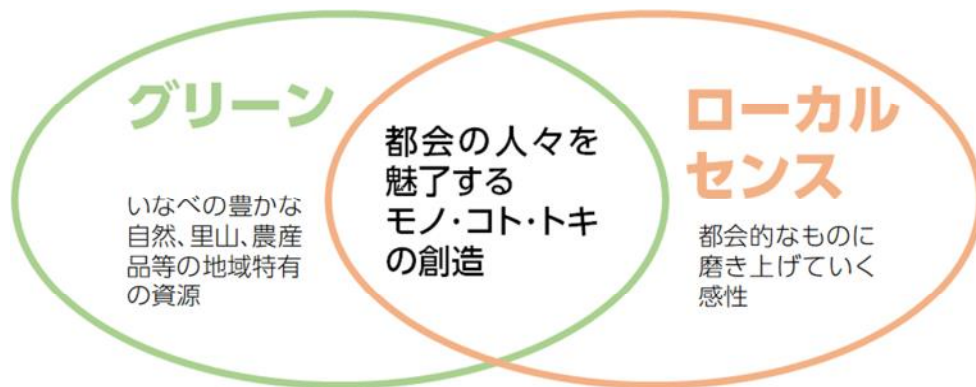 グリーン
いなべの豊かな
自然、里山、農産
品等の地域特有
の資源
都会の人々を
魅了する
モノ・コト・トキ
の創造
ローカル
センス
都会的なものに
磨き上げていく
感性